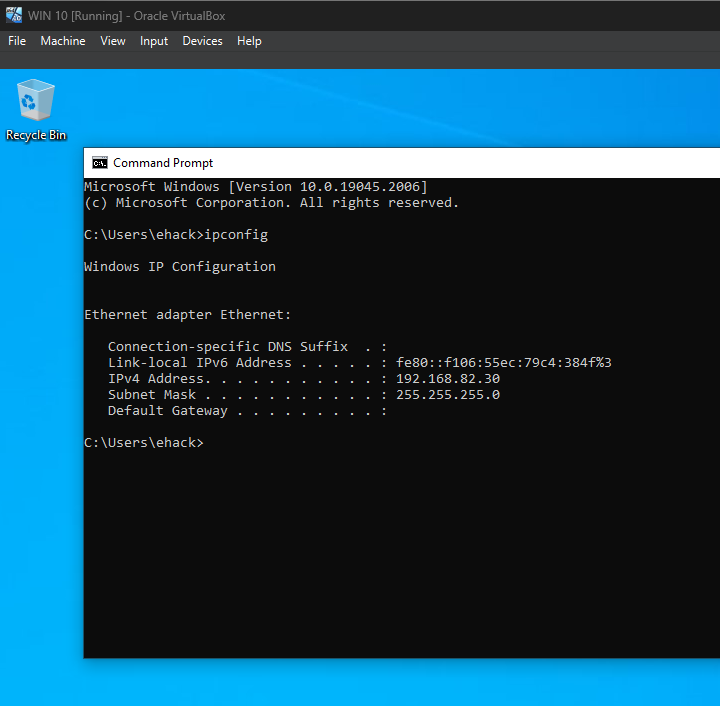 WIN 10 [Running] - Oracle VirtualBox
File Machine View Input Devices Help
Recycle Bin
Command Prompt
Microsoft Windows [Version 10.0.19045.2006]
(c) Microsoft Corporation. All rights reserved.
C:\Users\ehack>ipconfig
Windows IP Configuration
Ethernet adapter Ethernet:
Connection-specific DNS Suffix . :
Link-local IPv6 Address . . . . . : fe80::f106:55ec:79c4:384f%3
IPv4 Address. . . . . . . . . . . : 192.168.82.30
Subnet Mask . . . . . . . . . . . : 255.255.255.0
Default Gateway . . . . . . . . . :
C:\Users\ehack>